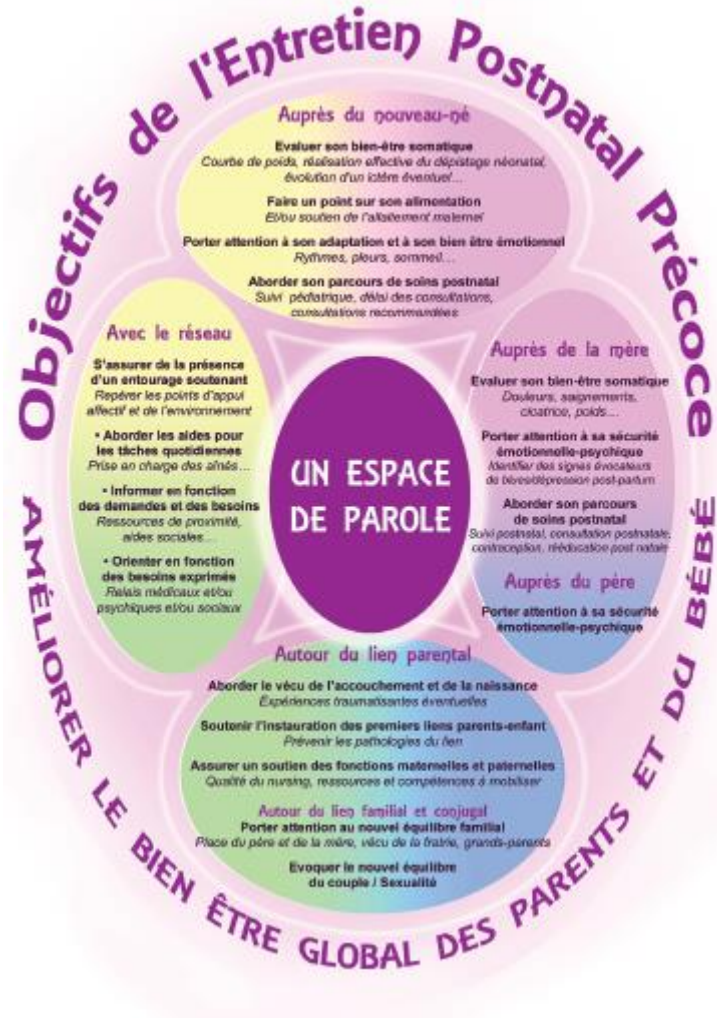 Objectifs de l'Entretien Postnatal Précoce
Auprès du nouveau-né
Evaluer son bien-être somatique
Courbe de poids, réalisation effective du dépistage néonatal,
évolution d'un ictère éventuel...
Faire un point sur son alimentation
Et/ou soutien de l'allaitement maternel
Porter attention à son adaptation et à son bien être émotionnel
Rythmes, pleurs, sommeil...
Aborder son parcours de soins postnatal
Suivi pédiatrique, délai des consultations,
consultations recommandées
Avec le réseau
S'assurer de la présence
d'un entourage soutenant
Repérer les points d'appui
affectif et de l'environnement
• Aborder les aides pour
les tâches quotidiennes
Prise en charge des aînés...
• Informer en fonction
des demandes et des besoins
Ressources de proximité,
aides sociales...
• Orienter en fonction
des besoins exprimés
Relais médicaux et/ou
psychiques et/ou sociaux
UN ESPACE
DE PAROLE
Auprès de la mère
Evaluer son bien-être somatique
Douleurs, saignements,
cicatrice, poids...
Porter attention à sa sécurité
émotionnelle-psychique
Identifier des signes évocateurs
de blues/dépression post-partum
Aborder son parcours
de soins postnatal
Suivi postnatal, consultation postnatale,
contraception, rééducation post natale
Auprès du père
Porter attention à sa sécurité
émotionnelle-psychique
Autour du lien parental
Aborder le vécu de l'accouchement et de la naissance
Expériences traumatisantes éventuelles
Soutenir l'instauration des premiers liens parents-enfant
Prévenir les pathologies du lien
Assurer un soutien des fonctions maternelles et paternelles
Qualité du nursing, ressources et compétences à mobiliser
Autour du lien familial et conjugal
Porter attention au nouvel équilibre familial
Place du père et de la mère, vécu de la fratrie, grands-parents
Evoquer le nouvel équilibre
du couple / Sexualité
AMÉLIORER LE BIEN ÊTRE GLOBAL DES PARENTS ET DU BÉBÉ